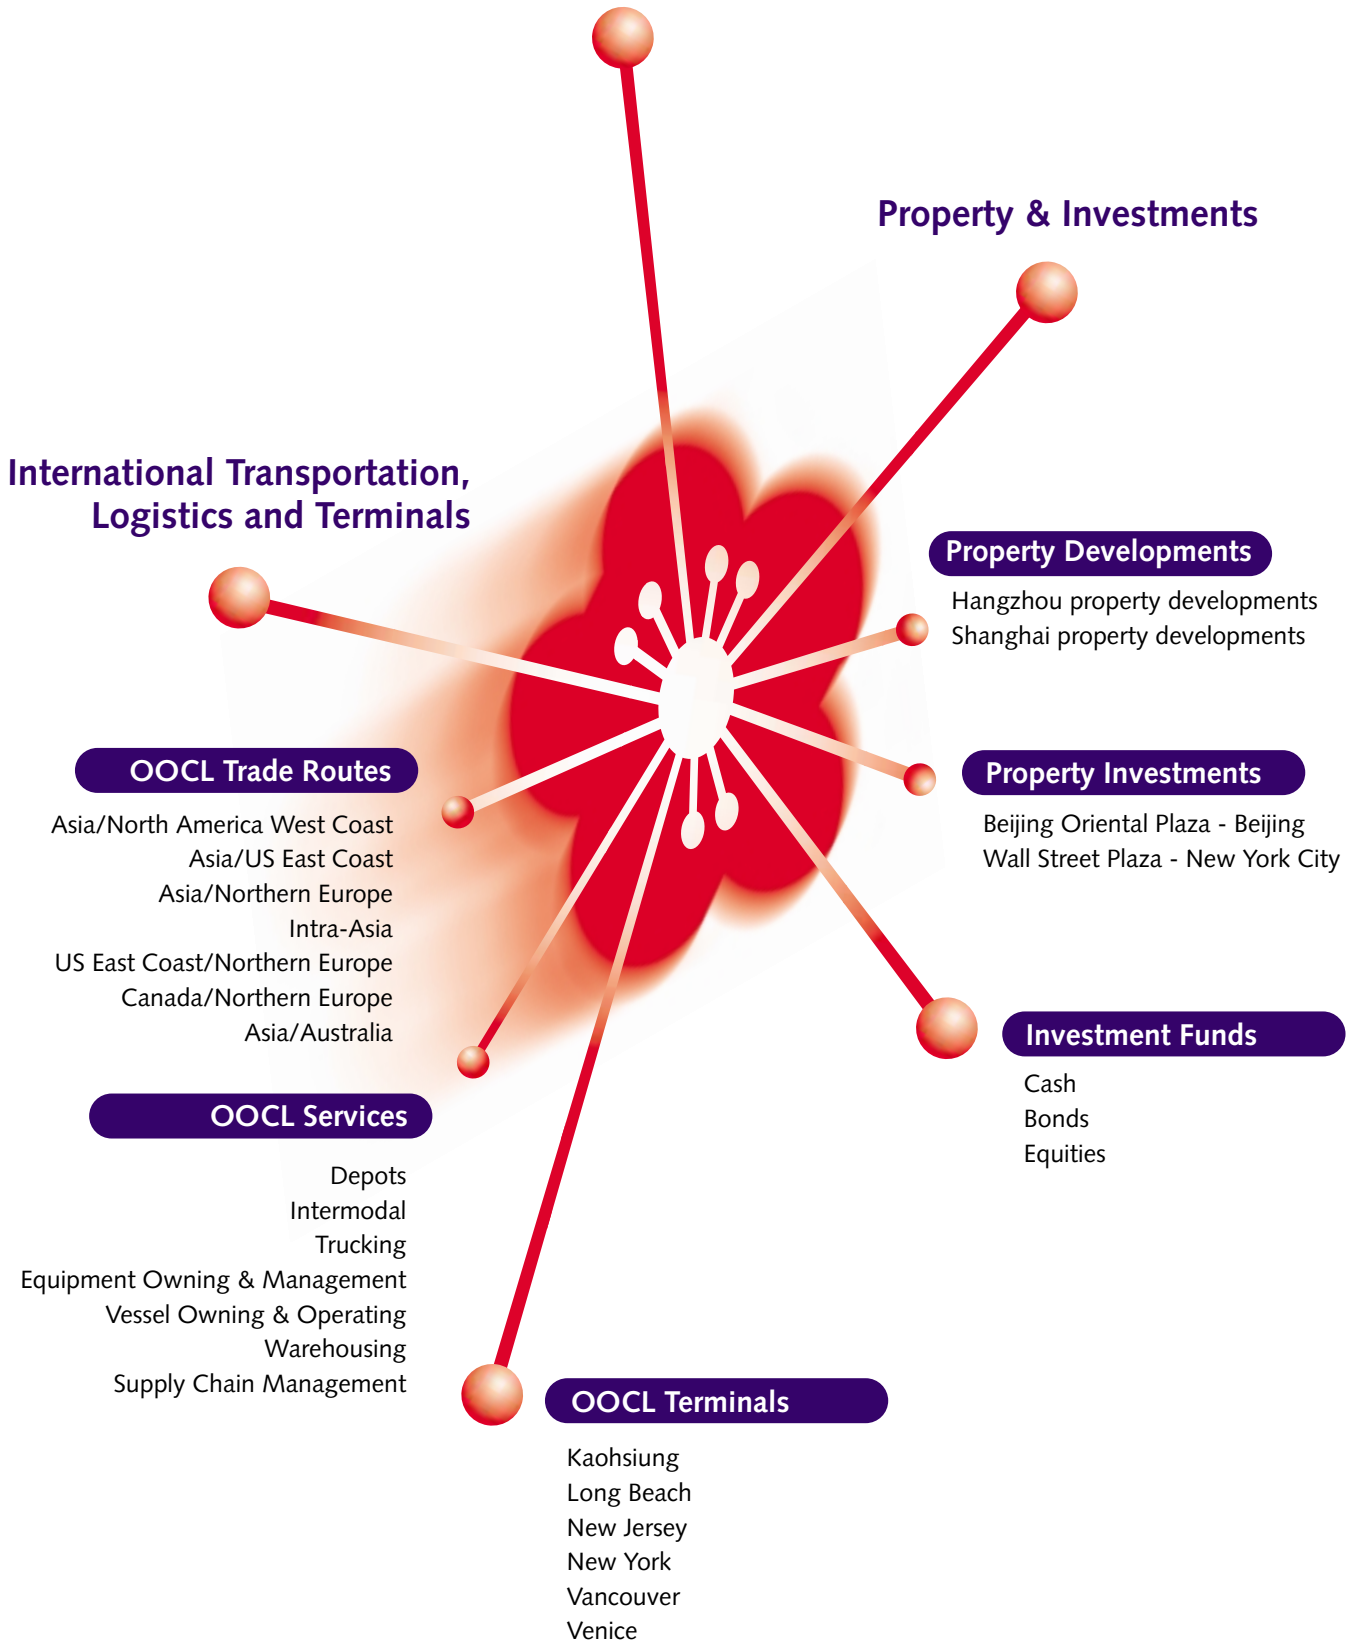 Property & Investments
International Transportation,
Logistics and Terminals
Property Developments
Hangzhou property developments
Shanghai property developments
OOCL Trade Routes
Asia/North America West Coast
Asia/US East Coast
Asia/Northern Europe
Intra-Asia
US East Coast/Northern Europe
Canada/Northern Europe
Asia/Australia
Property Investments
Beijing Oriental Plaza - Beijing
Wall Street Plaza - New York City
Investment Funds
Cash
Bonds
Equities
OOCL Services
Depots
Intermodal
Trucking
Equipment Owning & Management
Vessel Owning & Operating
Warehousing
Supply Chain Management
OOCL Terminals
Kaohsiung
Long Beach
New Jersey
New York
Vancouver
Venice